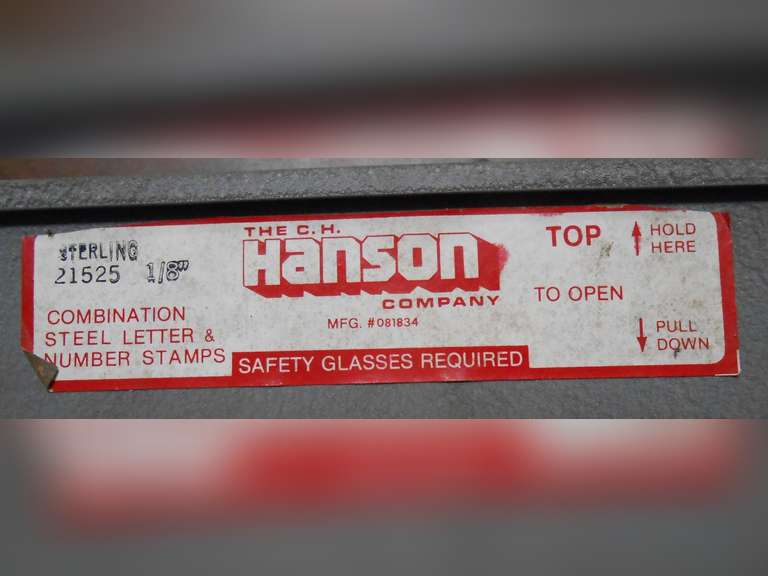 STERLING
21525 1/8"
COMBINATION
STEEL LETTER &
NUMBER STAMPS
THE C.H.
Hanson
COMPANY
MFG. #081834
SAFETY GLASSES REQUIRED
TOP
TO OPEN
HOLD
HERE
PULL
DOWN